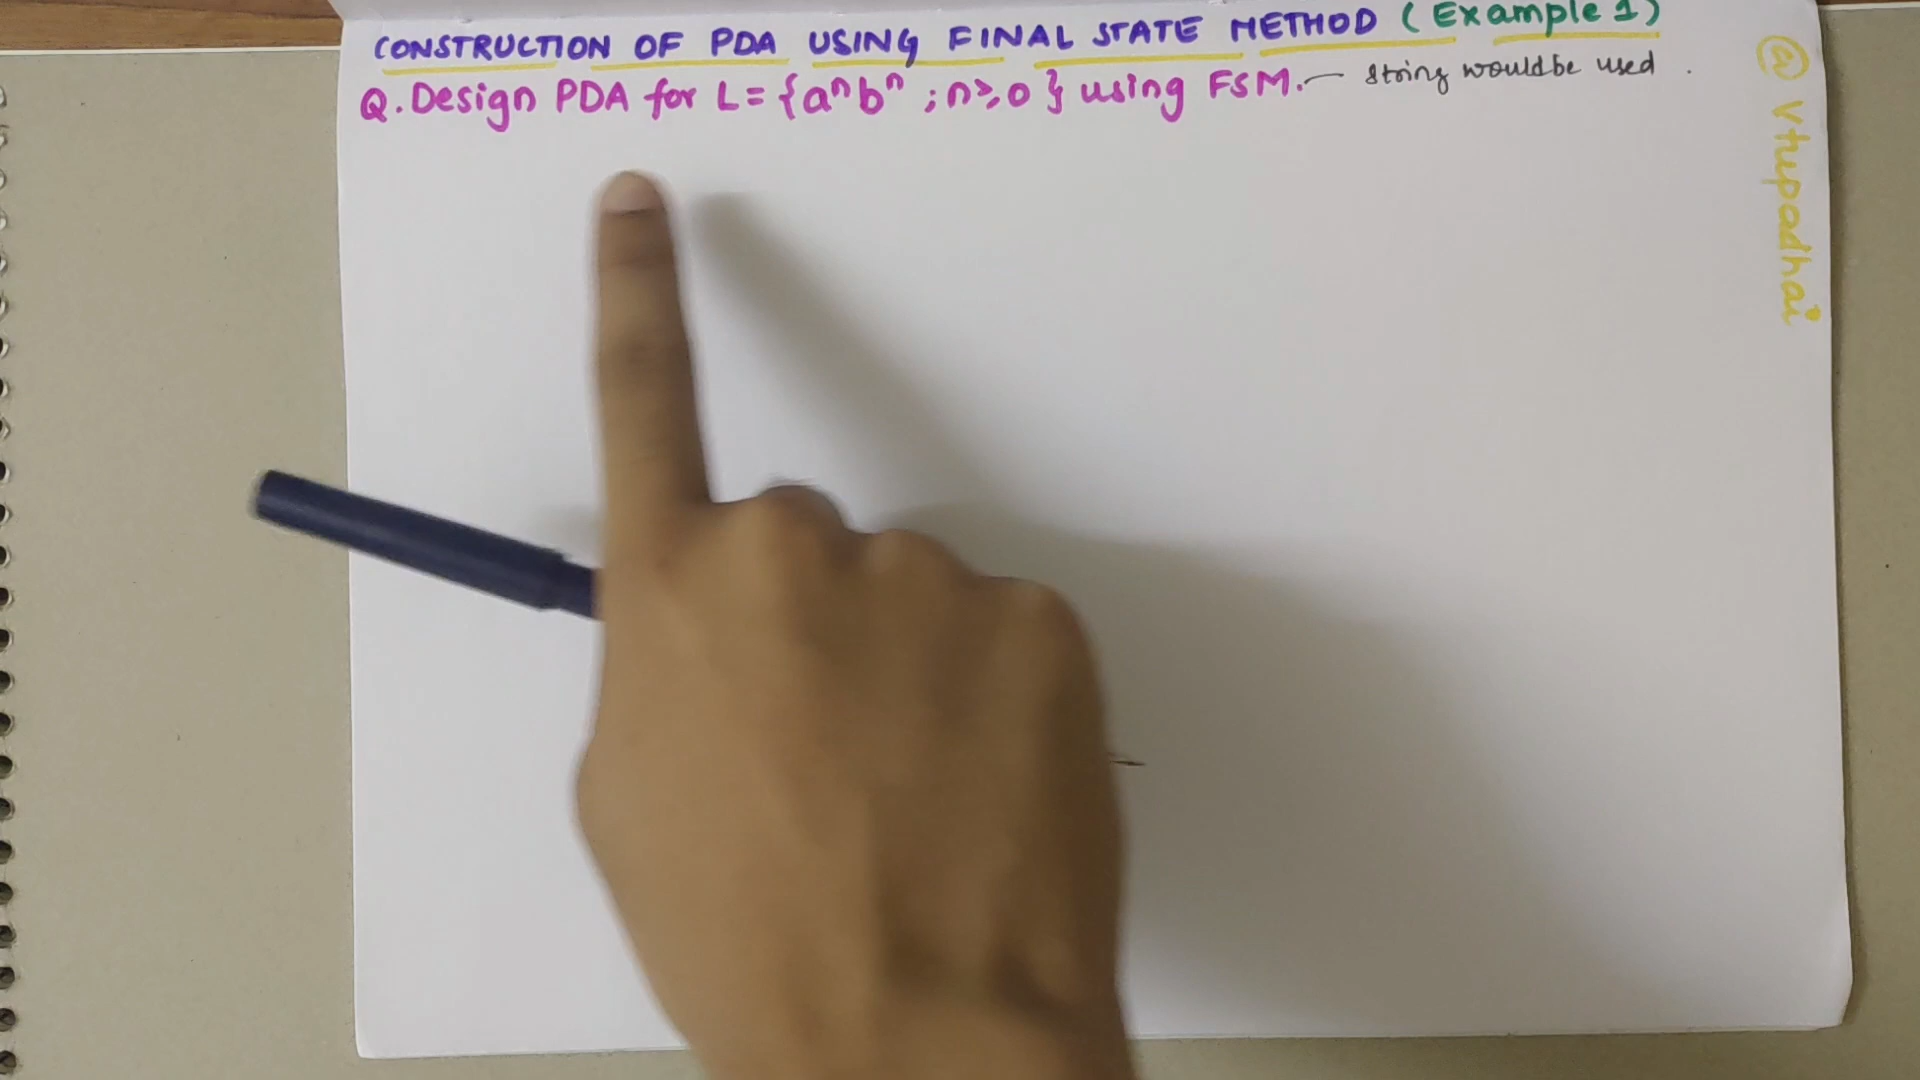 CONSTRUCTION OF PDA USING FINAL STATE METHOD (Example 1)
Q. Design PDA for L = {aⁿbⁿ ; n ≥ 0} using FSM. — string would be used.
@ Vtupadhai